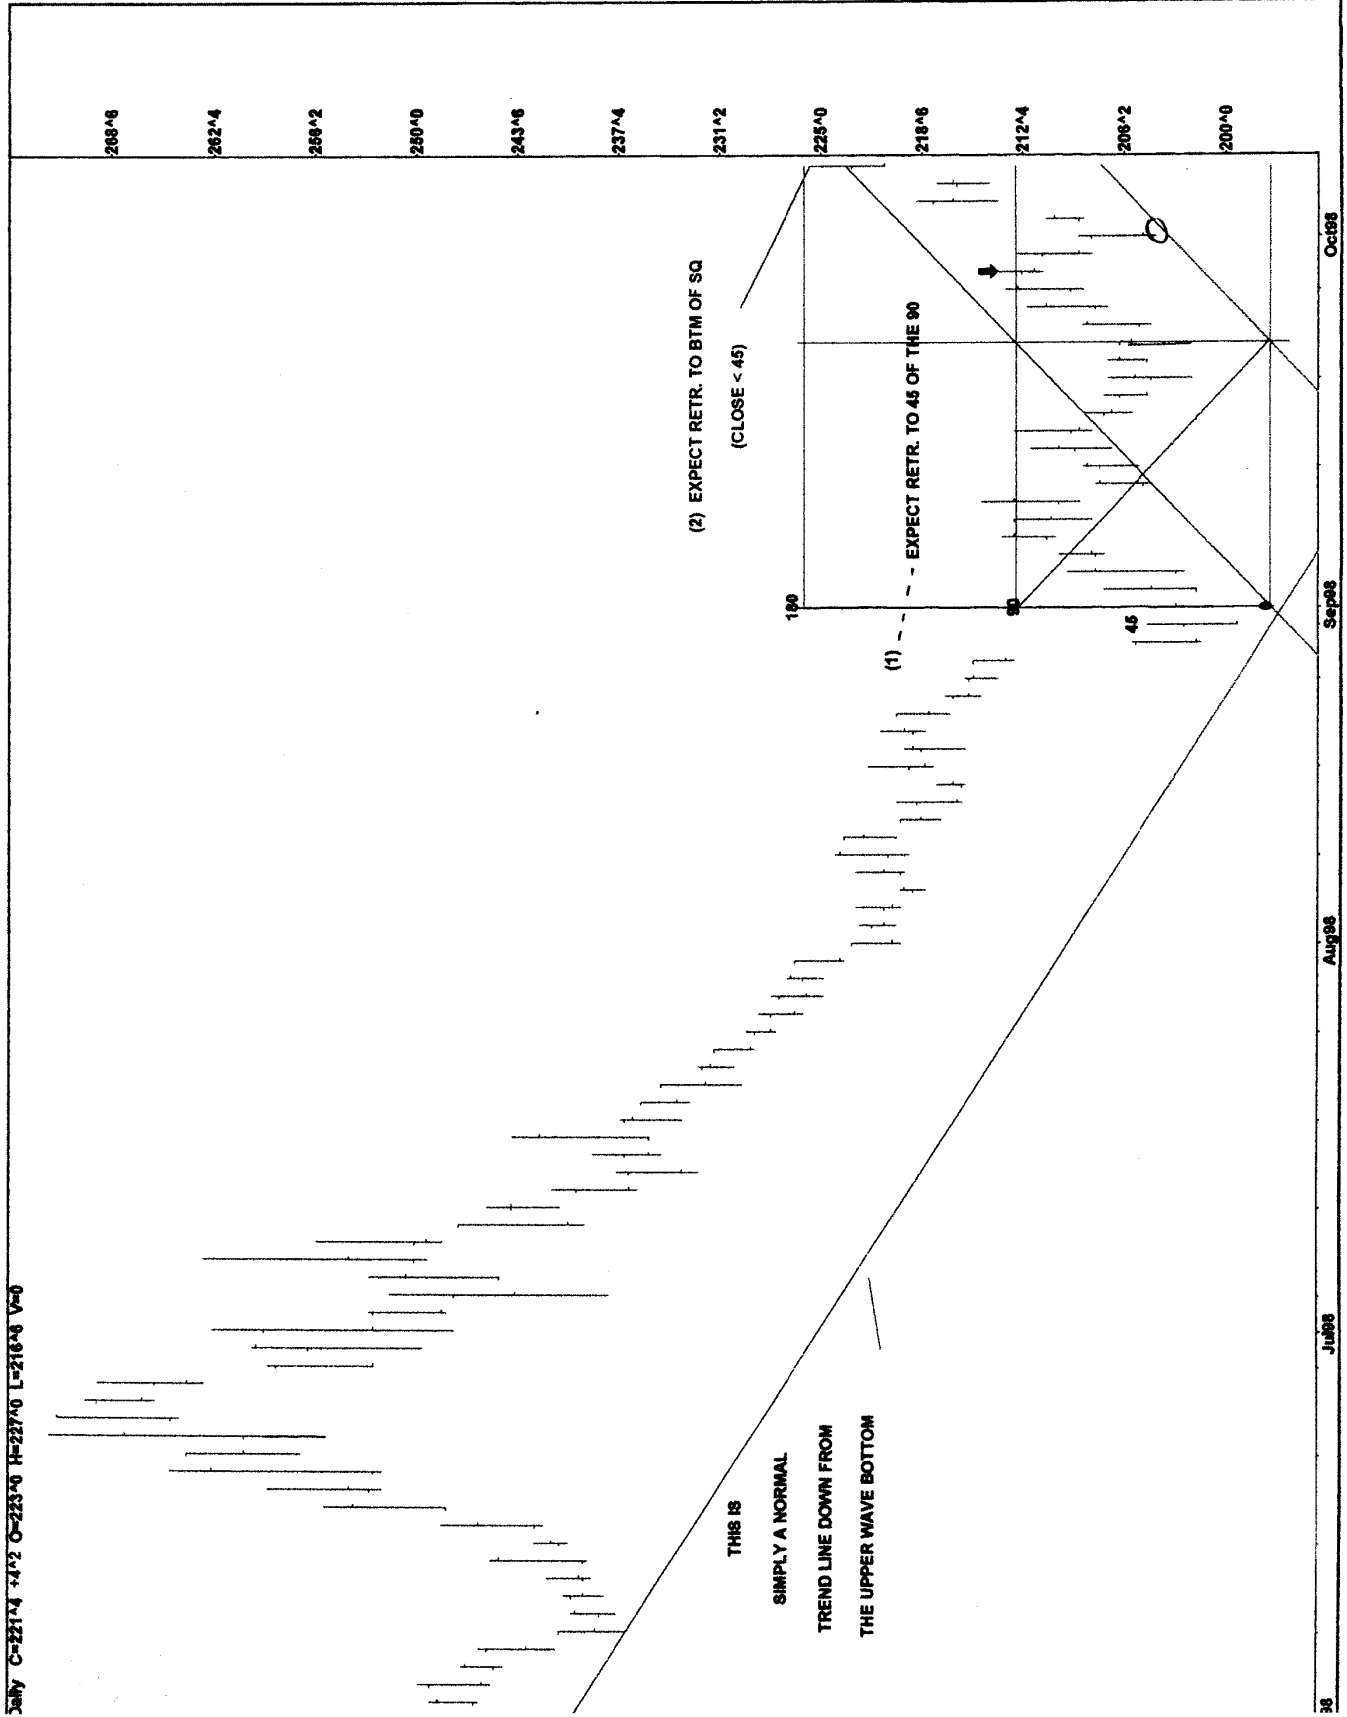 Daily C=221^4 +4^2 O=223^0 H=227^0 L=216^6 V=0
268^6
262^4
256^2
250^0
243^6
237^4
231^2
225^0
218^6
212^4
206^2
200^0
(2) EXPECT RETR. TO BTM OF SQ
(CLOSE < 45)
(1) - - - EXPECT RETR. TO 45 OF THE 90
180
90
45
THIS IS
SIMPLY A NORMAL
TREND LINE DOWN FROM
THE UPPER WAVE BOTTOM
98
Jul98
Aug98
Sep98
Oct98